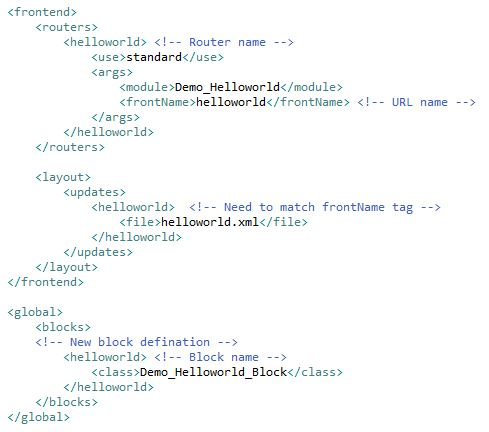 <frontend>
    <routers>
        <helloworld> <!-- Router name -->
            <use>standard</use>
            <args>
                <module>Demo_Helloworld</module>
                <frontName>helloworld</frontName> <!-- URL name -->
            </args>
        </helloworld>
    </routers>

    <layout>
        <updates>
            <helloworld>  <!-- Need to match frontName tag -->
                <file>helloworld.xml</file>
            </helloworld>
        </updates>
    </layout>
</frontend>

<global>
    <blocks>
    <!-- New block defination -->
        <helloworld> <!-- Block name -->
            <class>Demo_Helloworld_Block</class>
        </helloworld>
    </blocks>
</global>